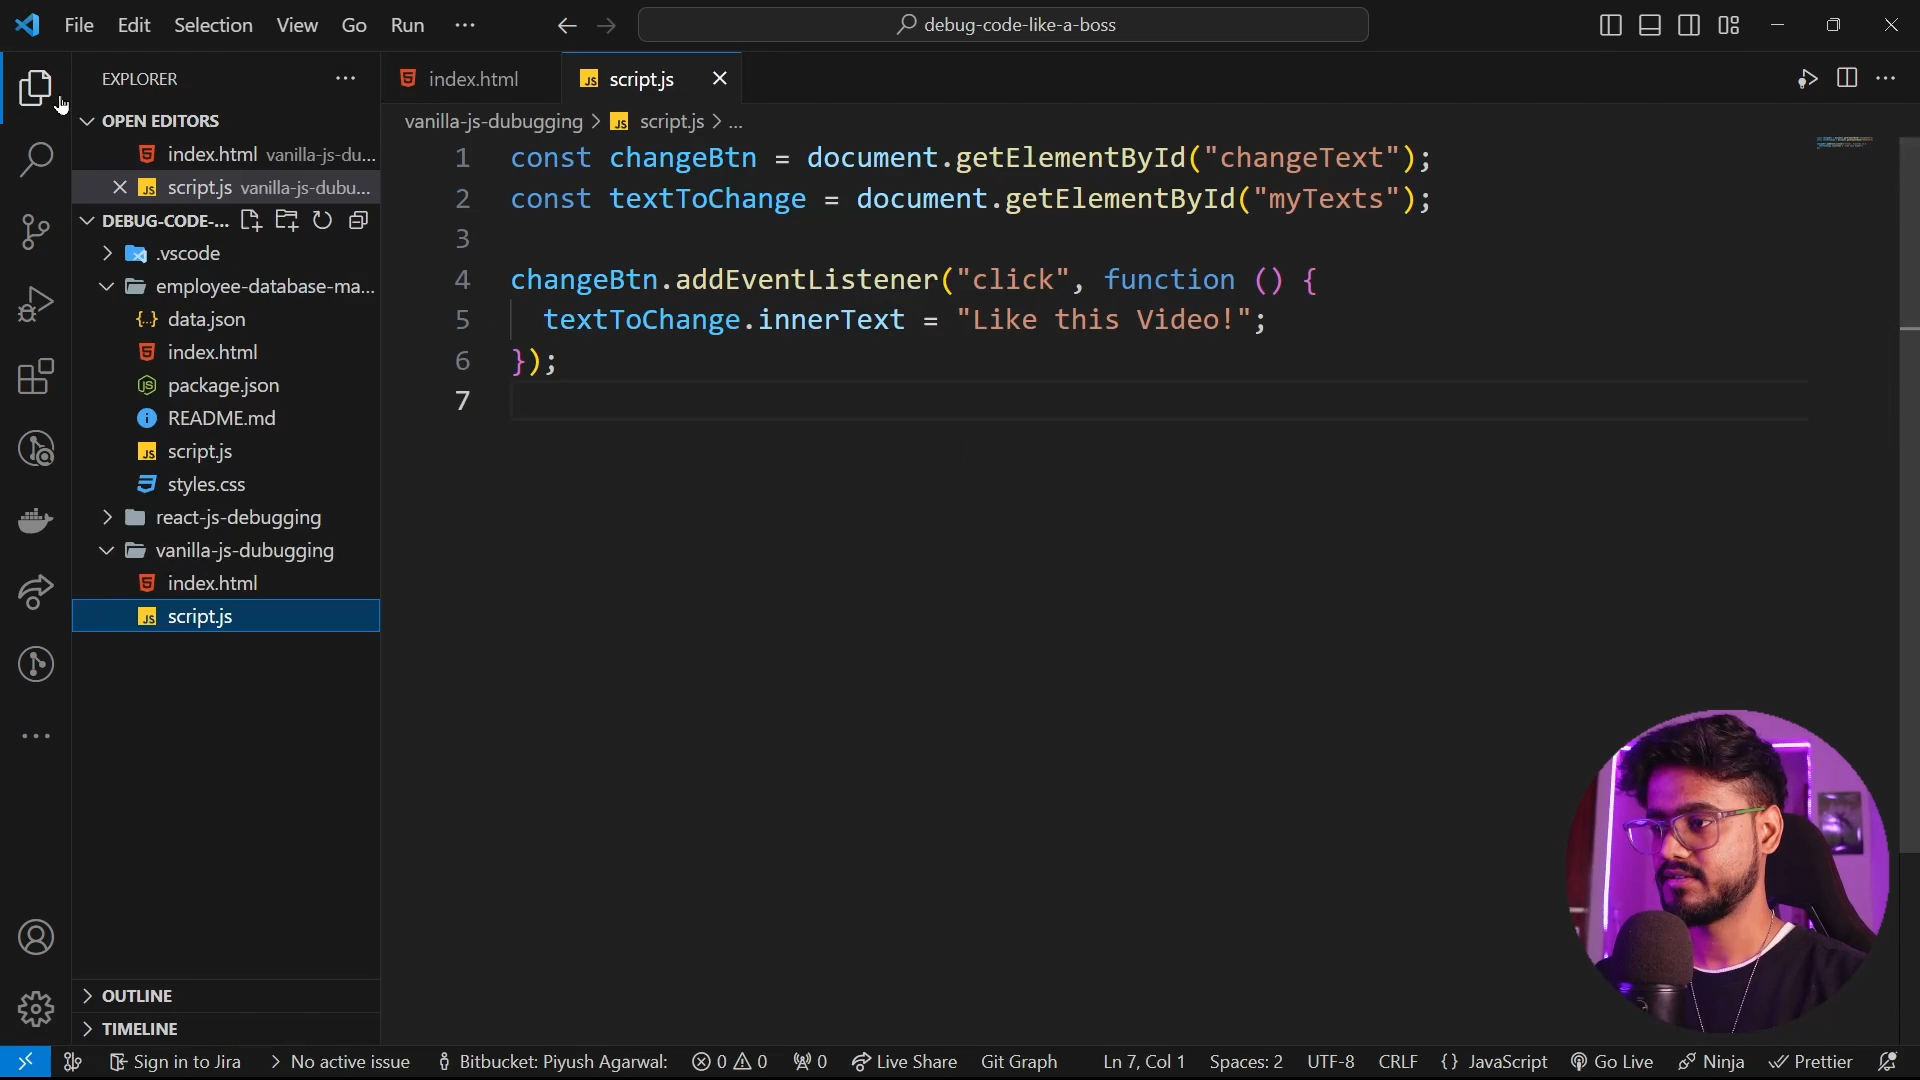 File Edit Selection View Go Run ··· debug-code-like-a-boss
EXPLORER
OPEN EDITORS
index.html vanilla-js-du...
script.js vanilla-js-dubu...
DEBUG-CODE-...
.vscode
employee-database-ma...
data.json
index.html
package.json
README.md
script.js
styles.css
react-js-debugging
vanilla-js-dubugging
index.html
script.js
OUTLINE
TIMELINE
index.html script.js
vanilla-js-dubugging > JS script.js > ...
1 const changeBtn = document.getElementById("changeText");
2 const textToChange = document.getElementById("myTexts");
3
4 changeBtn.addEventListener("click", function () {
5 textToChange.innerText = "Like this Video!";
6 });
7
Sign in to Jira > No active issue Bitbucket: Piyush Agarwal: 0 0 0 Live Share Git Graph Ln 7, Col 1 Spaces: 2 UTF-8 CRLF {} JavaScript Go Live Ninja Prettier